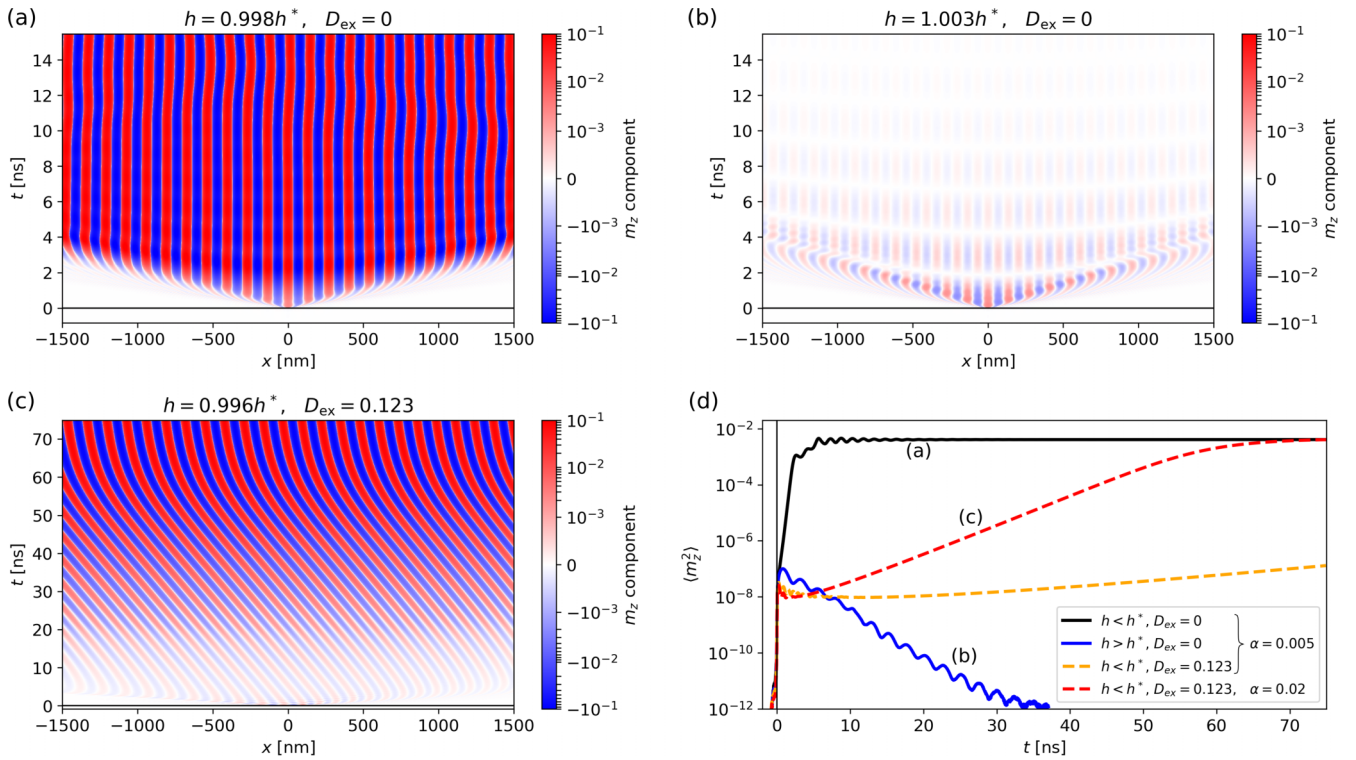 (a)
h = 0.998h*, D_ex = 0
t [ns]
14
12
10
8
6
4
2
0
−1500 −1000 −500 0 500 1000 1500
x [nm]
10⁻¹
10⁻²
10⁻³
0
−10⁻³
−10⁻²
−10⁻¹
m_z component
(b)
h = 1.003h*, D_ex = 0
t [ns]
14
12
10
8
6
4
2
0
−1500 −1000 −500 0 500 1000 1500
x [nm]
10⁻¹
10⁻²
10⁻³
0
−10⁻³
−10⁻²
−10⁻¹
m_z component
(c)
h = 0.996h*, D_ex = 0.123
t [ns]
70
60
50
40
30
20
10
0
−1500 −1000 −500 0 500 1000 1500
x [nm]
10⁻¹
10⁻²
10⁻³
0
−10⁻³
−10⁻²
−10⁻¹
m_z component
(d)
⟨m_z²⟩
10⁻²
10⁻⁴
10⁻⁶
10⁻⁸
10⁻¹⁰
10⁻¹²
0 10 20 30 40 50 60 70
t [ns]
(a)
(c)
(b)
h < h*, D_ex = 0
h > h*, D_ex = 0
h < h*, D_ex = 0.123
α = 0.005
h < h*, D_ex = 0.123, α = 0.02